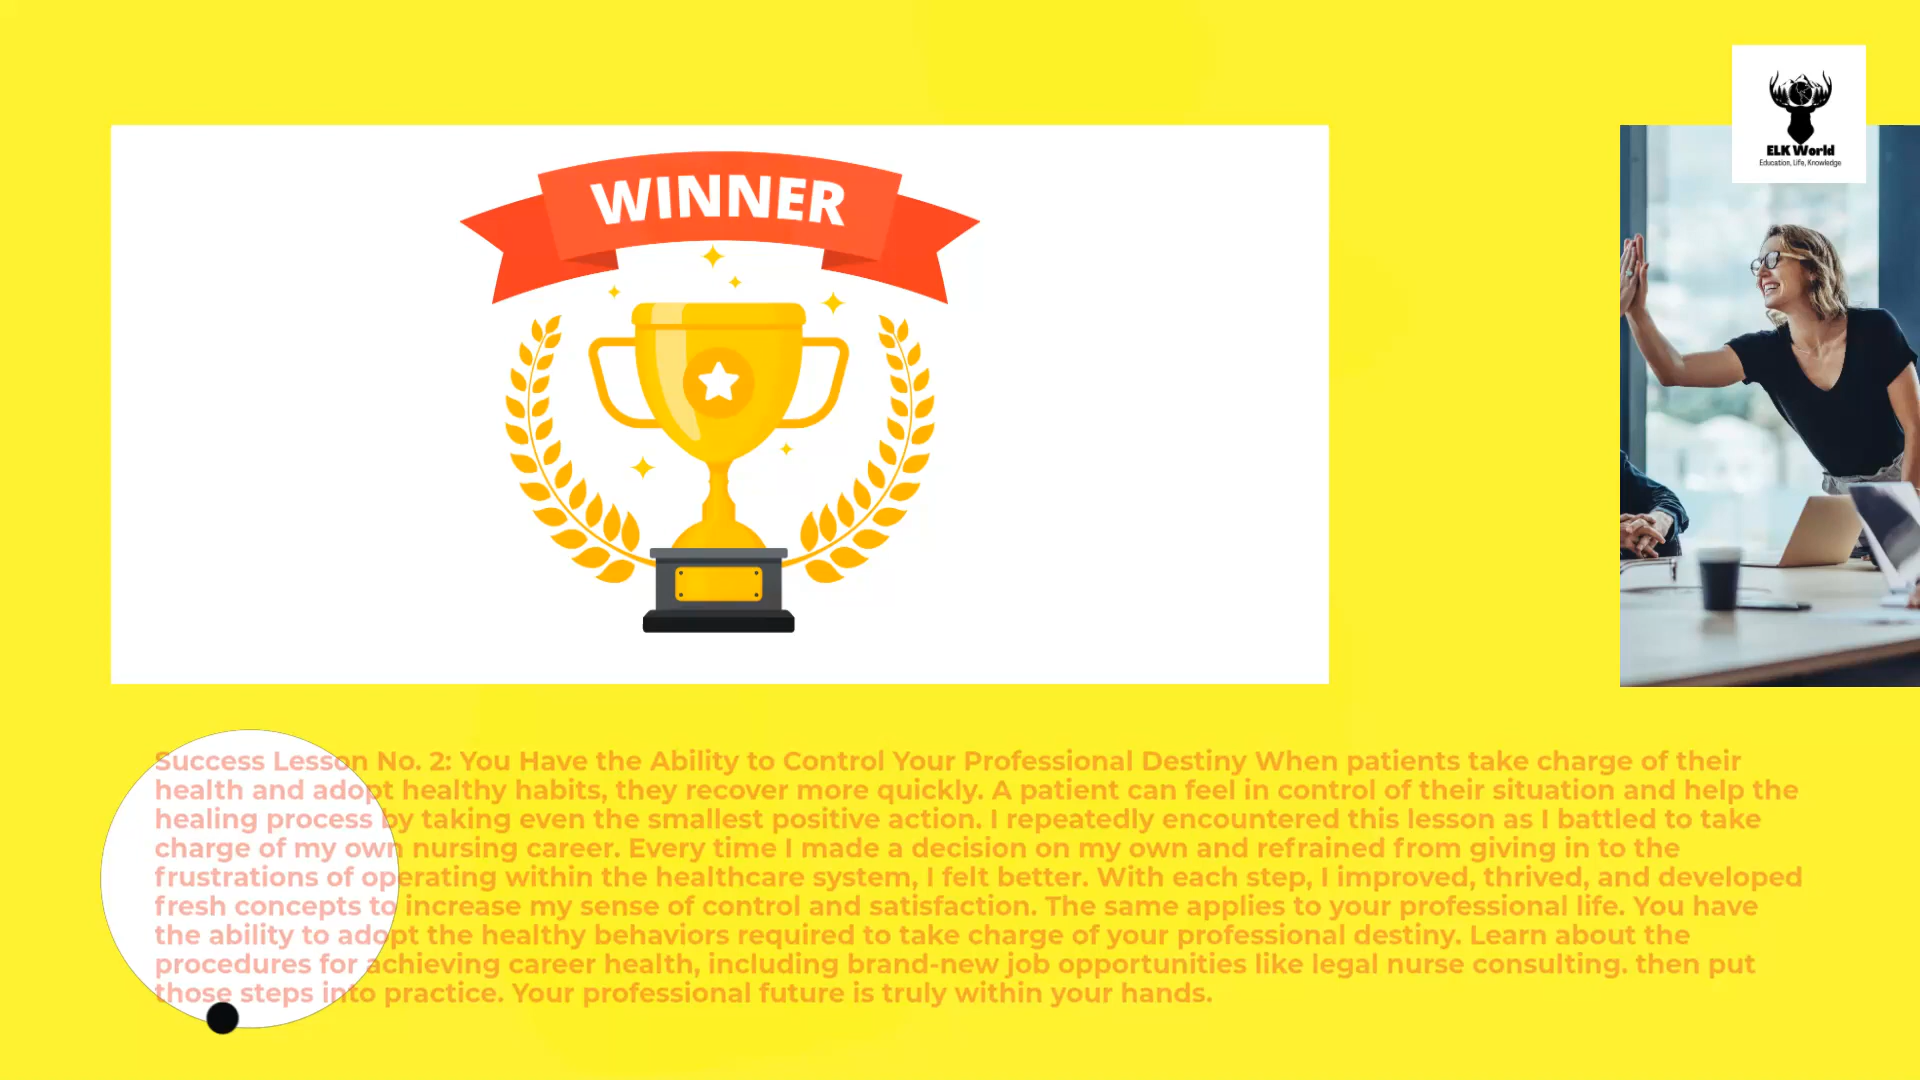 WINNER
ELK World
Education, Life, Knowledge
Success Lesson No. 2: You Have the Ability to Control Your Professional Destiny When patients take charge of their
health and adopt healthy habits, they recover more quickly. A patient can feel in control of their situation and help the
healing process by taking even the smallest positive action. I repeatedly encountered this lesson as I battled to take
charge of my own nursing career. Every time I made a decision on my own and refrained from giving in to the
frustrations of operating within the healthcare system, I felt better. With each step, I improved, thrived, and developed
fresh concepts to increase my sense of control and satisfaction. The same applies to your professional life. You have
the ability to adopt the healthy behaviors required to take charge of your professional destiny. Learn about the
procedures for achieving career health, including brand-new job opportunities like legal nurse consulting. then put
those steps into practice. Your professional future is truly within your hands.